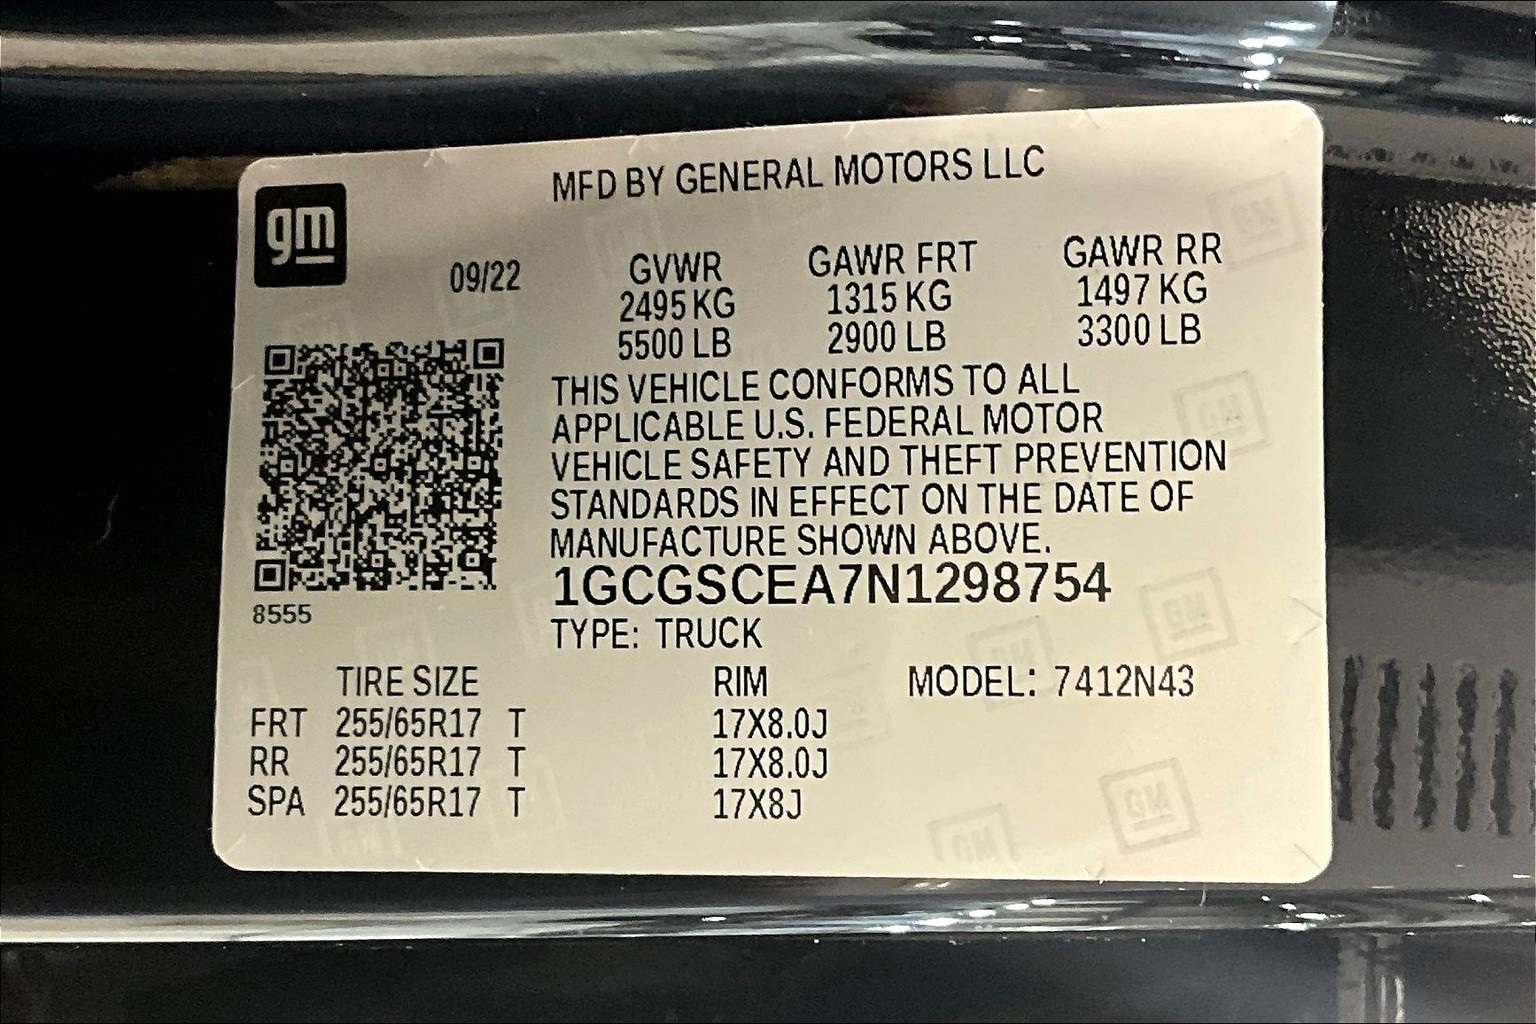 MFD BY GENERAL MOTORS LLC
gm
09/22
GVWR GAWR FRT GAWR RR
2495 KG 1315 KG 1497 KG
5500 LB 2900 LB 3300 LB
THIS VEHICLE CONFORMS TO ALL
APPLICABLE U.S. FEDERAL MOTOR
VEHICLE SAFETY AND THEFT PREVENTION
STANDARDS IN EFFECT ON THE DATE OF
MANUFACTURE SHOWN ABOVE.
1GCGSCEA7N1298754
8555
TYPE: TRUCK
TIRE SIZE RIM MODEL: 7412N43
FRT 255/65R17 T 17X8.0J
RR 255/65R17 T 17X8.0J
SPA 255/65R17 T 17X8J